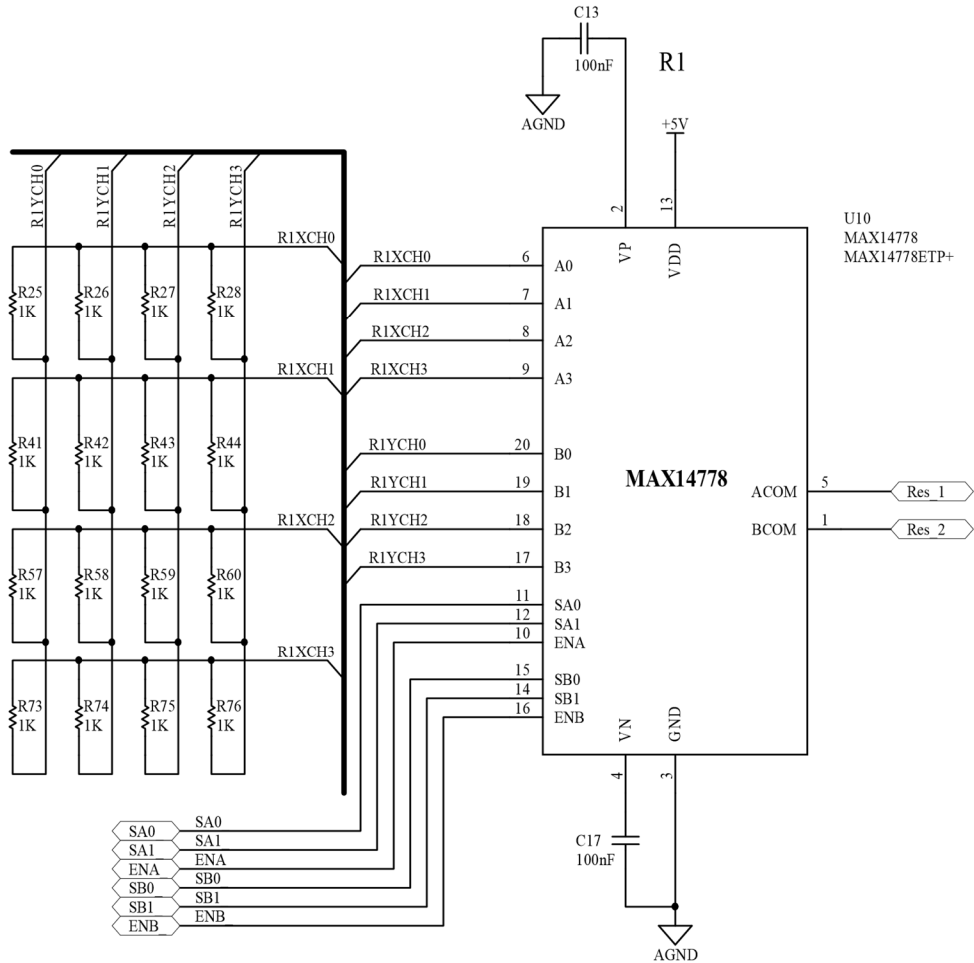 C13
100nF
AGND
R1
+5V
R1YCH0
R1YCH1
R1YCH2
R1YCH3
2
13
VP
VDD
U10
MAX14778
MAX14778ETP+
R1XCH0
R25
1K
R26
1K
R27
1K
R28
1K
R1XCH1
R41
1K
R42
1K
R43
1K
R44
1K
R1XCH2
R57
1K
R58
1K
R59
1K
R60
1K
R1XCH3
R73
1K
R74
1K
R75
1K
R76
1K
R1XCH0 6 A0
R1XCH1 7 A1
R1XCH2 8 A2
R1XCH3 9 A3
R1YCH0 20 B0
R1YCH1 19 B1
R1YCH2 18 B2
R1YCH3 17 B3
11 SA0
12 SA1
10 ENA
15 SB0
14 SB1
16 ENB
MAX14778
ACOM 5 Res_1
BCOM 1 Res_2
VN
GND
4
3
C17
100nF
AGND
SA0 SA0
SA1 SA1
ENA ENA
SB0 SB0
SB1 SB1
ENB ENB